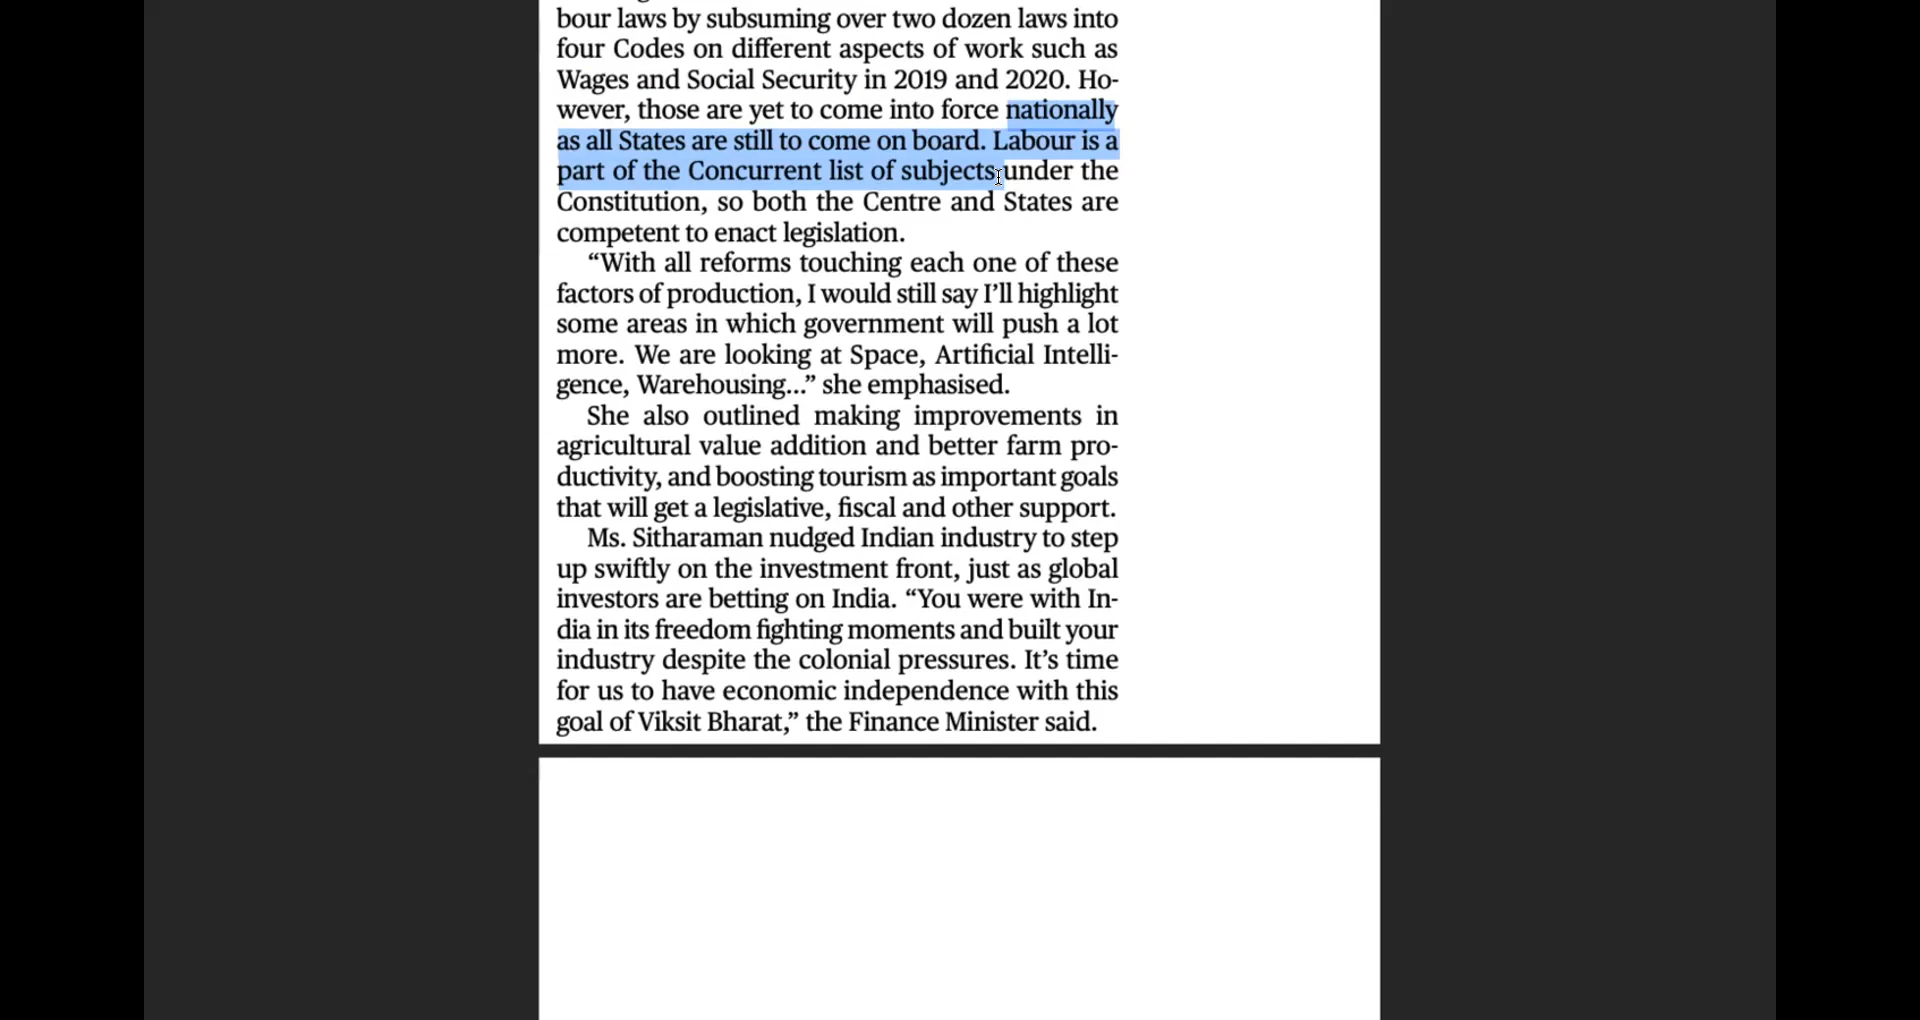 bour laws by subsuming over two dozen laws into
four Codes on different aspects of work such as
Wages and Social Security in 2019 and 2020. Ho-
wever, those are yet to come into force nationally
as all States are still to come on board. Labour is a
part of the Concurrent list of subjects under the
Constitution, so both the Centre and States are
competent to enact legislation.
“With all reforms touching each one of these
factors of production, I would still say I’ll highlight
some areas in which government will push a lot
more. We are looking at Space, Artificial Intelli-
gence, Warehousing...” she emphasised.
She also outlined making improvements in
agricultural value addition and better farm pro-
ductivity, and boosting tourism as important goals
that will get a legislative, fiscal and other support.
Ms. Sitharaman nudged Indian industry to step
up swiftly on the investment front, just as global
investors are betting on India. “You were with In-
dia in its freedom fighting moments and built your
industry despite the colonial pressures. It’s time
for us to have economic independence with this
goal of Viksit Bharat,” the Finance Minister said.